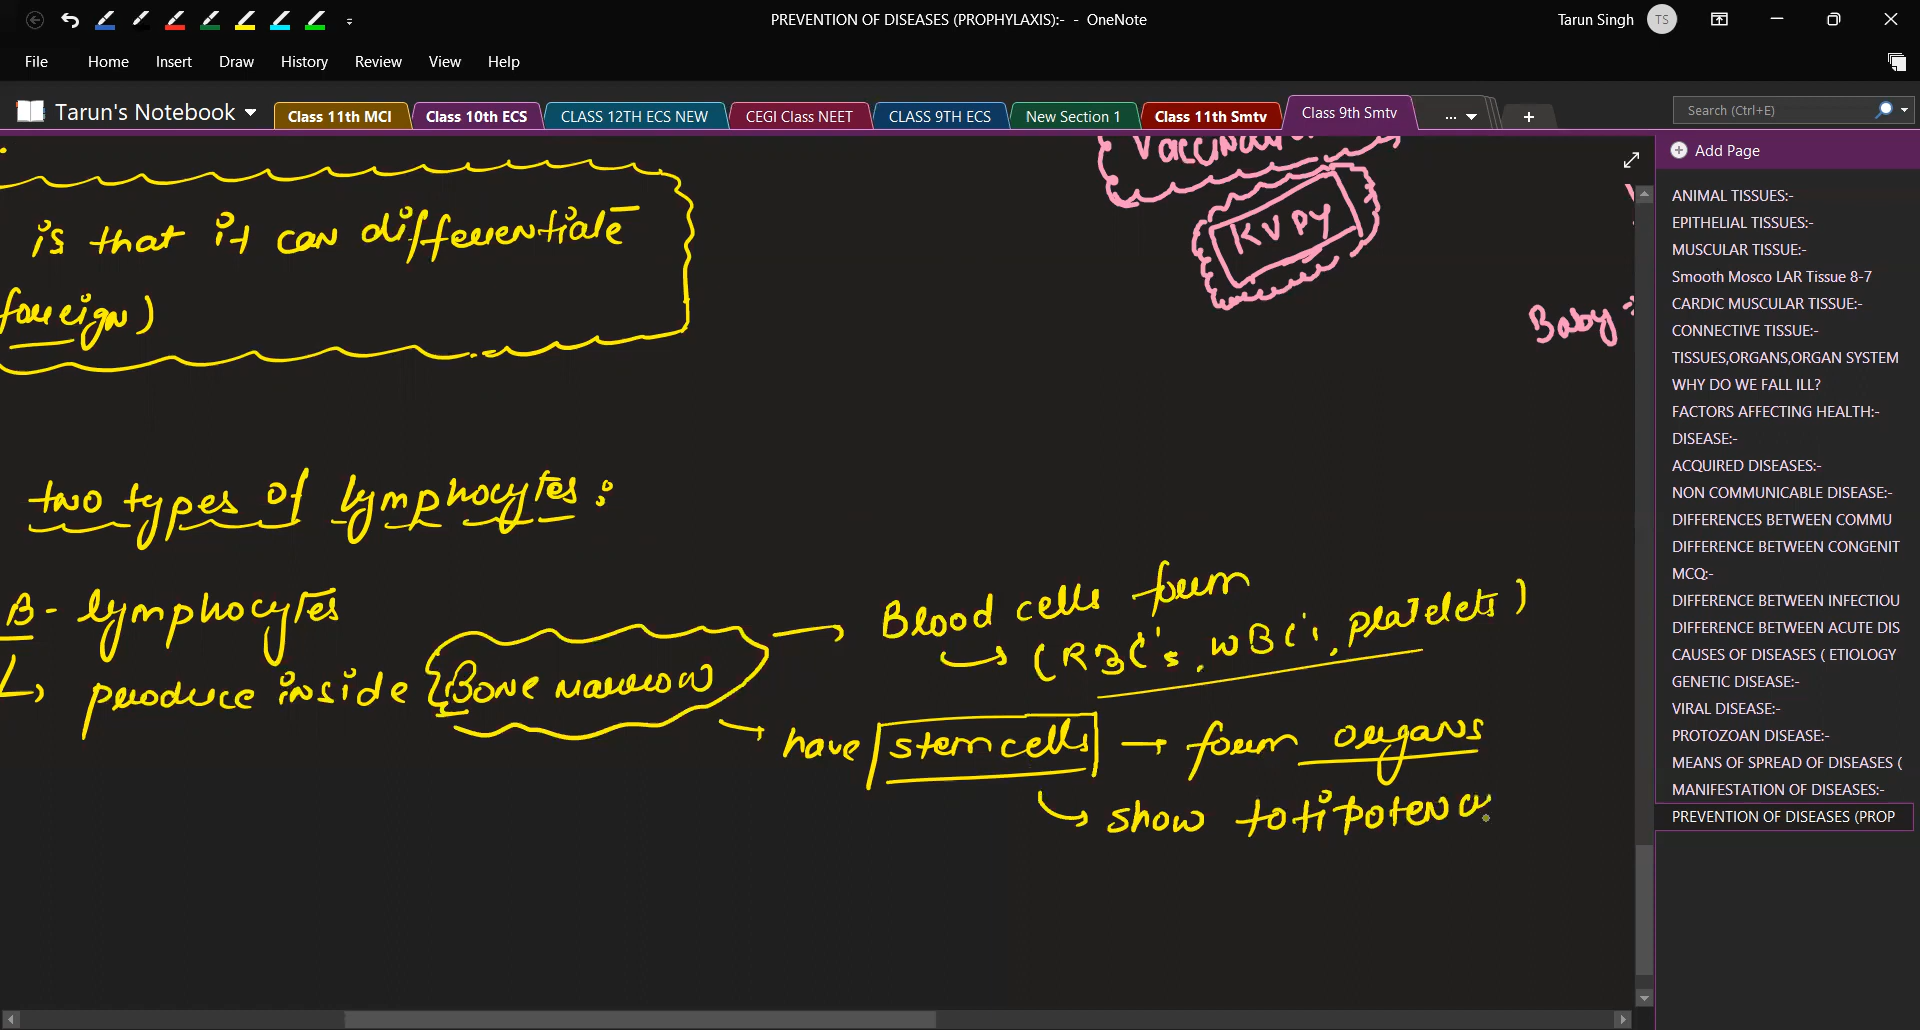 PREVENTION OF DISEASES (PROPHYLAXIS):- - OneNote
Tarun Singh TS
File Home Insert Draw History Review View Help
Tarun's Notebook
Class 11th MCI
Class 10th ECS
CLASS 12TH ECS NEW
CEGI Class NEET
CLASS 9TH ECS
New Section 1
Class 11th Smtv
Class 9th Smtv
...
Search (Ctrl+E)
Add Page
ANIMAL TISSUES:-
EPITHELIAL TISSUES:-
MUSCULAR TISSUE:-
Smooth Mosco LAR Tissue 8-7
CARDIC MUSCULAR TISSUE:-
CONNECTIVE TISSUE:-
TISSUES,ORGANS,ORGAN SYSTEM
WHY DO WE FALL ILL?
FACTORS AFFECTING HEALTH:-
DISEASE:-
ACQUIRED DISEASES:-
NON COMMUNICABLE DISEASE:-
DIFFERENCES BETWEEN COMMU
DIFFERENCE BETWEEN CONGENIT
MCQ:-
DIFFERENCE BETWEEN INFECTIOU
DIFFERENCE BETWEEN ACUTE DIS
CAUSES OF DISEASES ( ETIOLOGY
GENETIC DISEASE:-
VIRAL DISEASE:-
PROTOZOAN DISEASE:-
MEANS OF SPREAD OF DISEASES (
MANIFESTATION OF DISEASES:-
PREVENTION OF DISEASES (PROP
is that it can differentiate
foreign)
KVPY
Baby
two types of lymphocytes :
B- lymphocytes
produce inside {Bone marrow
Blood cells form
(RBC's, WBC's, platelets)
have stem cells → form organs
show totipotenc